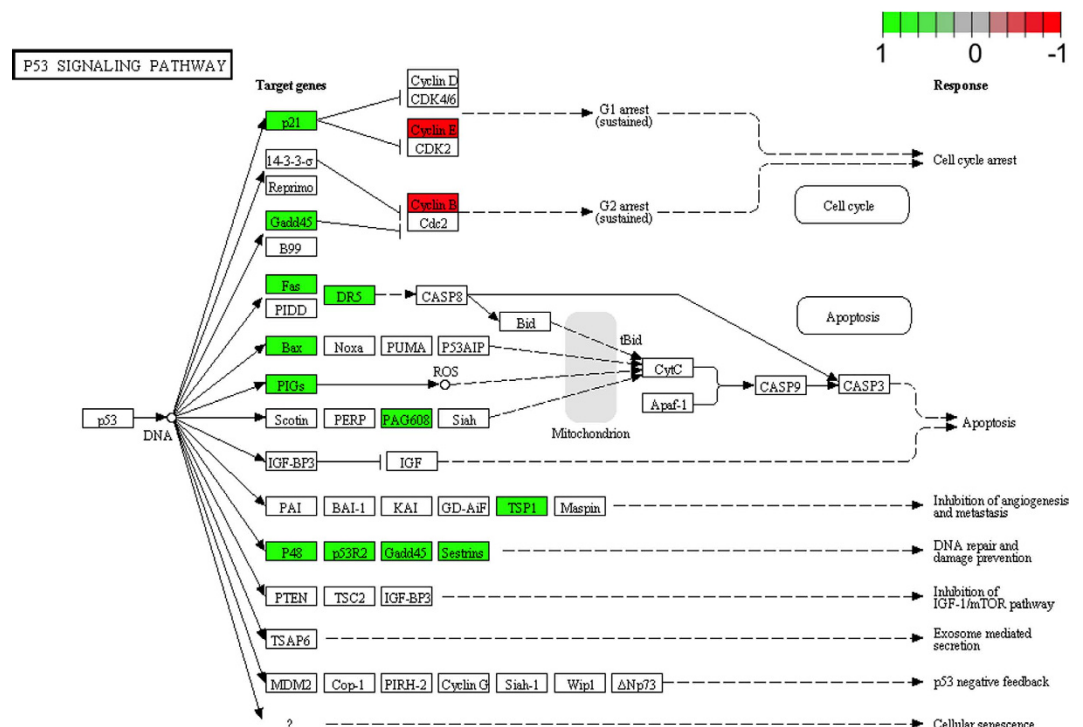 1 0 -1
P53 SIGNALING PATHWAY
Target genes
Response
Cyclin D
CDK4/6
p21
G1 arrest
(sustained)
Cyclin E
CDK2
14-3-3-σ
Reprimo
Cell cycle arrest
Cyclin B
Cdc2
G2 arrest
(sustained)
Cell cycle
Gadd45
B99
Fas
PIDD
DR5
CASP8
Bid
Apoptosis
tBid
Bax
Noxa
PUMA
P53AIP
CytC
ROS
PIGs
CASP9
CASP3
Apaf-1
p53
DNA
Scotin
PERP
PAG608
Siah
Mitochondrion
Apoptosis
IGF-BP3
IGF
PAI
BAI-1
KAI
GD-AiF
TSP1
Maspin
Inhibition of angiogenesis
and metastasis
P48
p53R2
Gadd45
Sestrins
DNA repair and
damage prevention
PTEN
TSC2
IGF-BP3
Inhibition of
IGF-1/mTOR pathway
TSAP6
Exosome mediated
secretion
MDM2
Cop-1
PIRH-2
Cyclin G
Siah-1
Wip1
ΔNp73
p53 negative feedback
?
Cellular senescence